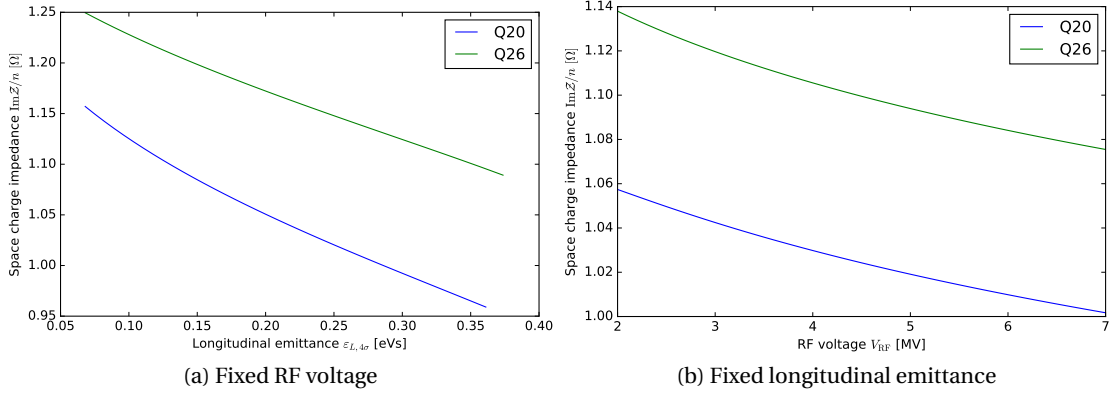 1.25
1.20
1.15
1.10
1.05
1.00
0.95
Space charge impedance ImZ/n [Ω]
Q20
Q26
0.05 0.10 0.15 0.20 0.25 0.30 0.35 0.40
Longitudinal emittance ε_{L,4σ} [eVs]
(a) Fixed RF voltage
1.14
1.12
1.10
1.08
1.06
1.04
1.02
1.00
Space charge impedance ImZ/n [Ω]
Q20
Q26
2 3 4 5 6 7
RF voltage V_{RF} [MV]
(b) Fixed longitudinal emittance